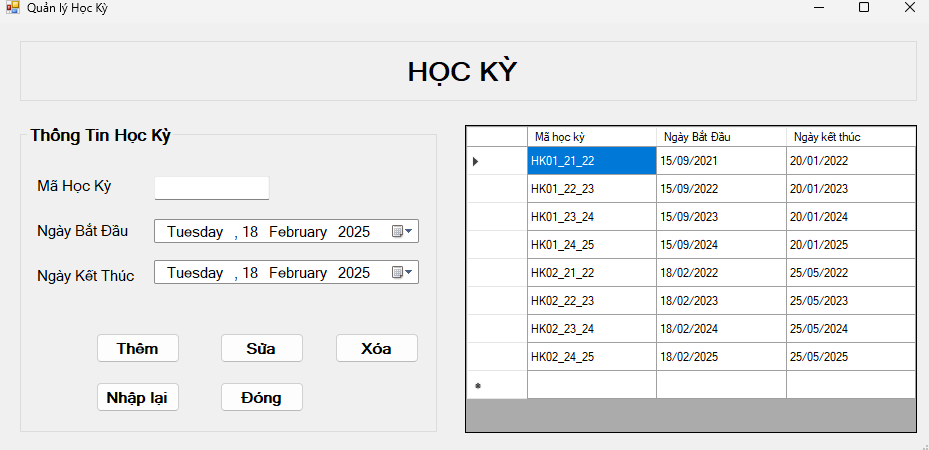 Quản lý Học Kỳ
HỌC KỲ
Thông Tin Học Kỳ
Mã Học Kỳ
Ngày Bắt Đầu
Tuesday , 18 February 2025
Ngày Kết Thúc
Tuesday , 18 February 2025
Thêm Sửa Xóa
Nhập lại Đóng
Mã học kỳ Ngày Bắt Đầu Ngày kết thúc
HK01_21_22 15/09/2021 20/01/2022
HK01_22_23 15/09/2022 20/01/2023
HK01_23_24 15/09/2023 20/01/2024
HK01_24_25 15/09/2024 20/01/2025
HK02_21_22 18/02/2022 25/05/2022
HK02_22_23 18/02/2023 25/05/2023
HK02_23_24 18/02/2024 25/05/2024
HK02_24_25 18/02/2025 25/05/2025